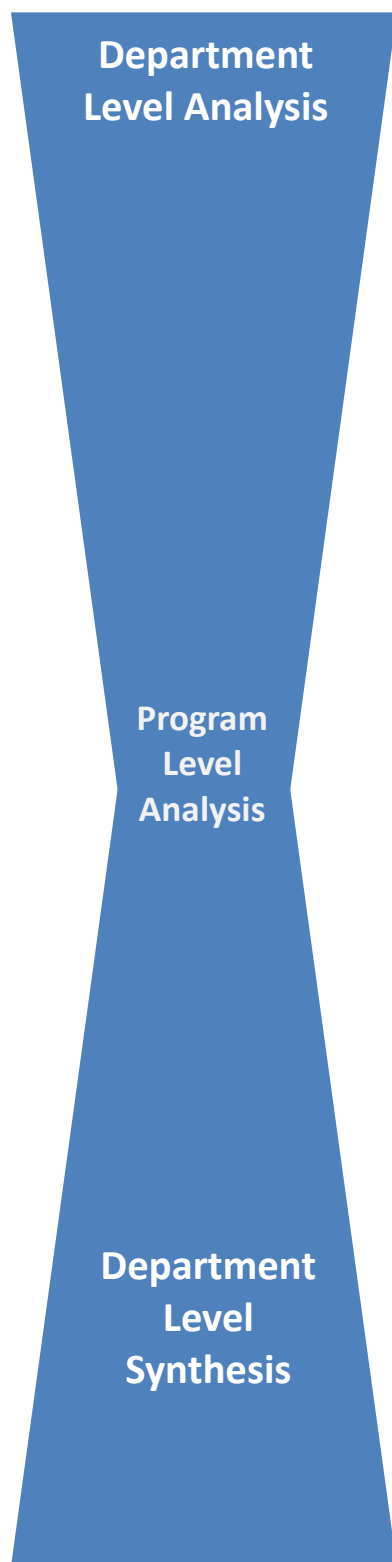 Department
Level Analysis
Program
Level
Analysis
Department
Level
Synthesis